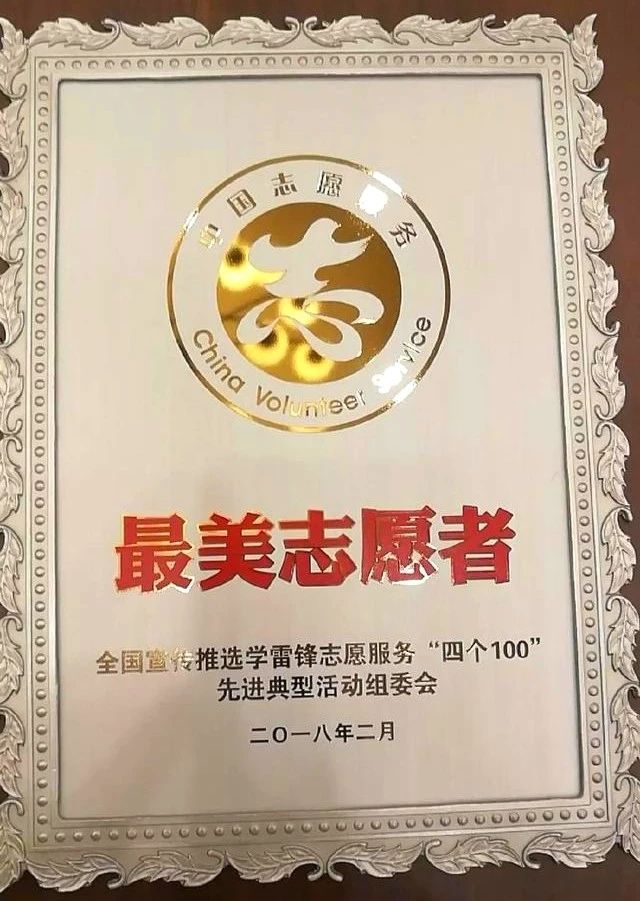 中国志愿服务
China Volunteer Service
最美志愿者
全国宣传推选学雷锋志愿服务“四个100”
先进典型活动组委会
二〇一八年二月